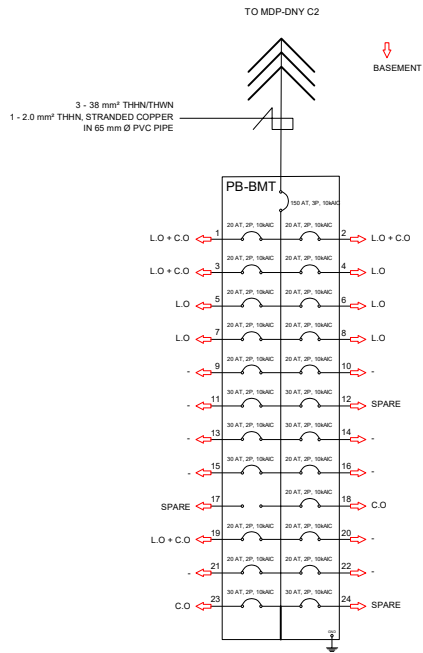 TO MDP-DNY C2
BASEMENT
3 - 38 mm² THHN/THWN
1 - 2.0 mm² THHN, STRANDED COPPER
IN 65 mm Ø PVC PIPE
PB-BMT
150 AT, 3P, 10kAIC
20 AT, 2P, 10kAIC 20 AT, 2P, 10kAIC
L.O + C.O 1 2 L.O + C.O
20 AT, 2P, 10kAIC 20 AT, 2P, 10kAIC
L.O + C.O 3 4 L.O
20 AT, 2P, 10kAIC 20 AT, 2P, 10kAIC
L.O 5 6 L.O
20 AT, 2P, 10kAIC 20 AT, 2P, 10kAIC
L.O 7 8 L.O
20 AT, 2P, 10kAIC 20 AT, 2P, 10kAIC
- 9 10 -
30 AT, 2P, 10kAIC 30 AT, 2P, 10kAIC
- 11 12 SPARE
30 AT, 2P, 10kAIC 30 AT, 2P, 10kAIC
- 13 14 -
30 AT, 2P, 10kAIC 20 AT, 2P, 10kAIC
- 15 16 -
20 AT, 2P, 10kAIC
SPARE 17 18 C.O
20 AT, 2P, 10kAIC 20 AT, 2P, 10kAIC
L.O + C.O 19 20 -
20 AT, 2P, 10kAIC 20 AT, 2P, 10kAIC
- 21 22 -
30 AT, 2P, 10kAIC 30 AT, 2P, 10kAIC
C.O 23 24 SPARE
GND